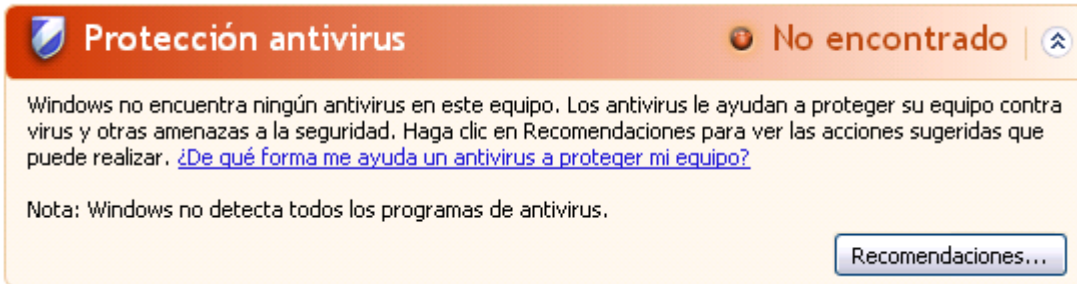 Protección antivirus No encontrado
Windows no encuentra ningún antivirus en este equipo. Los antivirus le ayudan a proteger su equipo contra
virus y otras amenazas a la seguridad. Haga clic en Recomendaciones para ver las acciones sugeridas que
puede realizar. ¿De qué forma me ayuda un antivirus a proteger mi equipo?
Nota: Windows no detecta todos los programas de antivirus.
Recomendaciones...